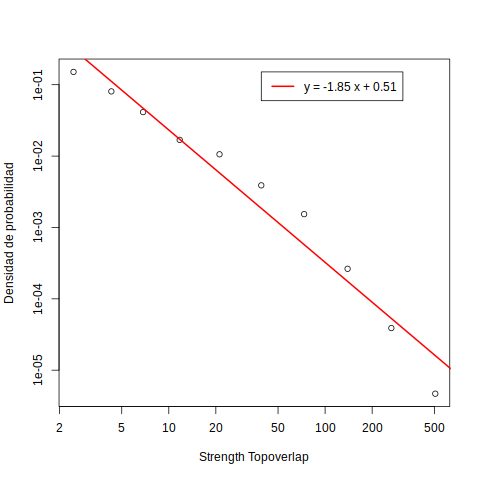 y = -1.85 x + 0.51
Densidad de probabilidad
1e-01
1e-02
1e-03
1e-04
1e-05
2 5 10 20 50 100 200 500
Strength Topoverlap